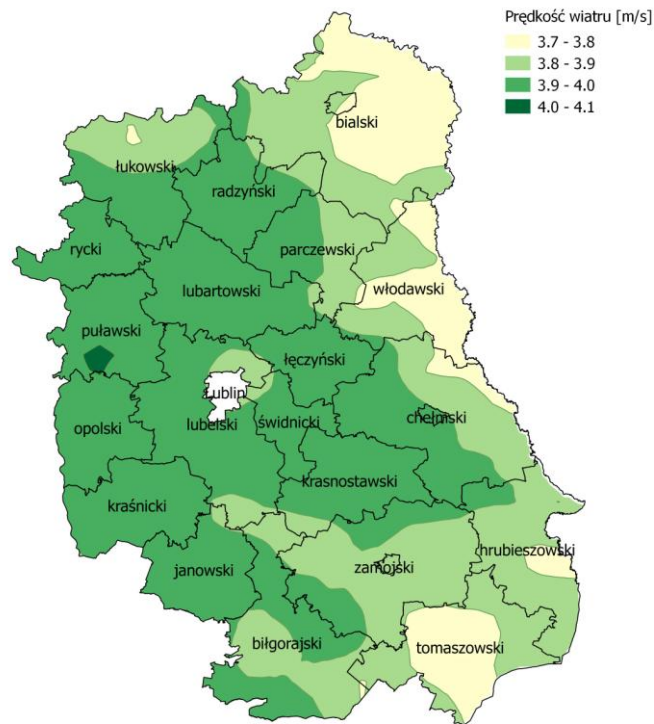 Prędkość wiatru [m/s]
3.7 - 3.8
3.8 - 3.9
3.9 - 4.0
4.0 - 4.1
bialski
łukowski
radzyński
rycki
parczewski
lubartowski
włodawski
puławski
łęczyński
Lublin
opolski
lubelski
świdnicki
chełmski
krasnostawski
kraśnicki
janowski
zamojski
hrubieszowski
biłgorajski
tomaszowski